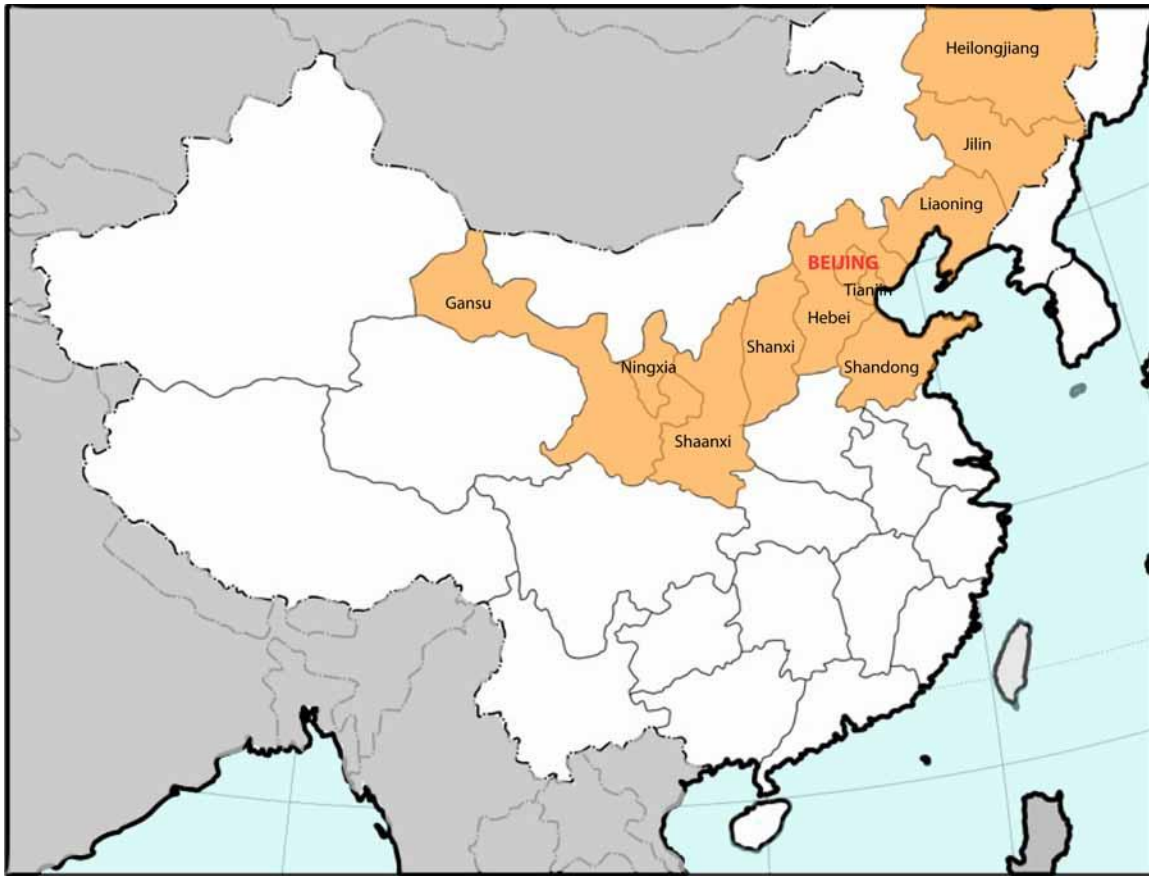 Heilongjiang
Jilin
Liaoning
BEIJING
Tianjin
Gansu
Hebei
Shanxi
Ningxia
Shandong
Shaanxi